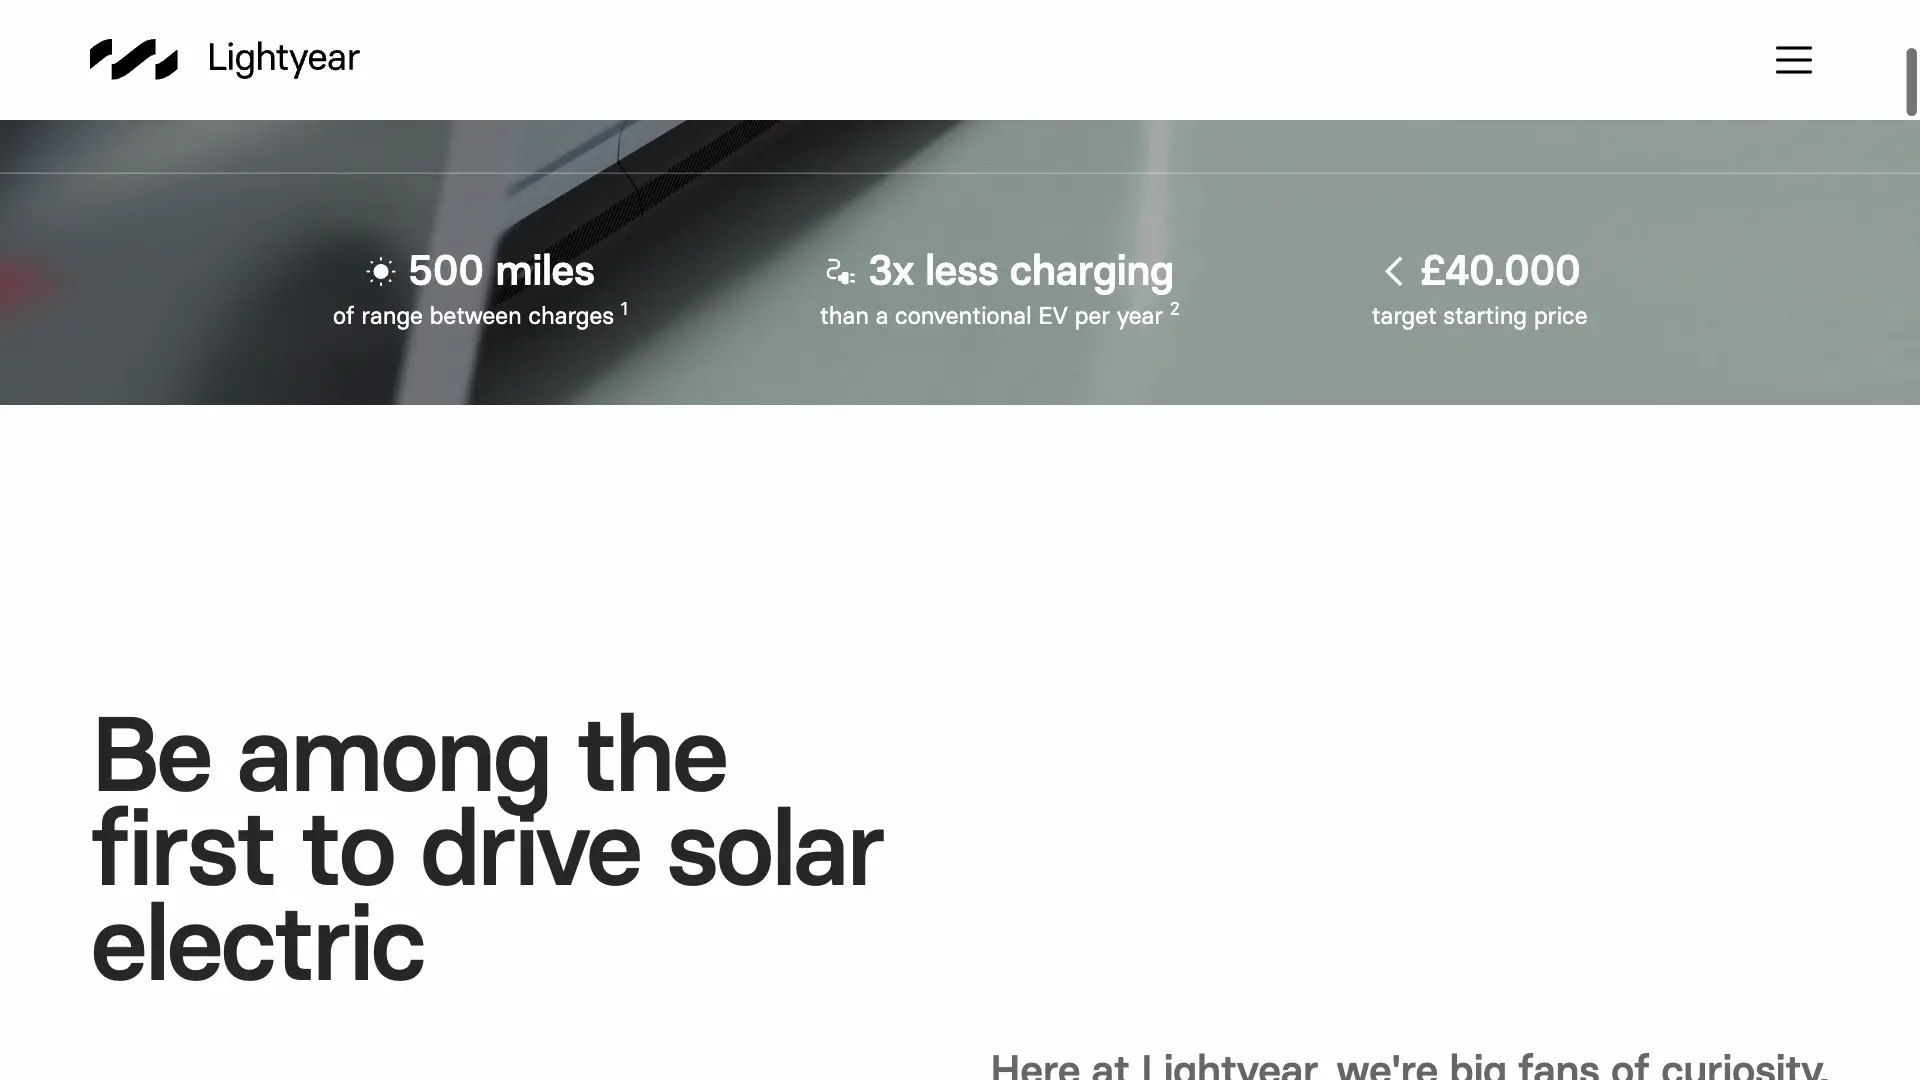 Lightyear
500 miles
of range between charges 1
3x less charging
than a conventional EV per year 2
< £40.000
target starting price
Be among the
first to drive solar
electric
Here at Lightyear, we're big fans of curiosity.